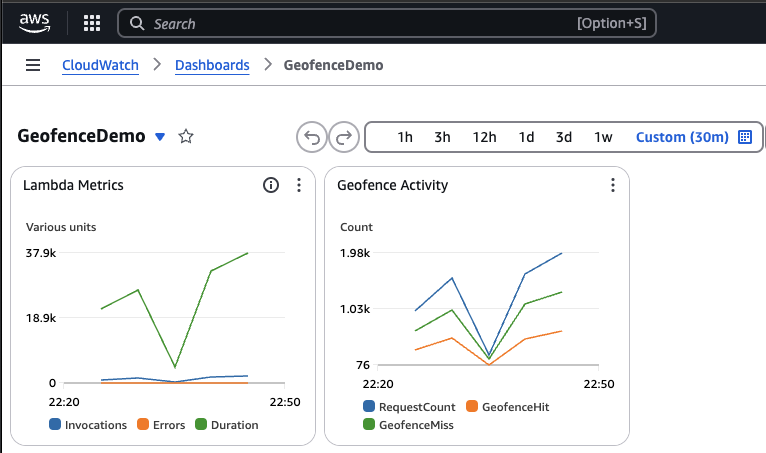 aws
Search [Option+S]
CloudWatch Dashboards GeofenceDemo
GeofenceDemo 1h 3h 12h 1d 3d 1w Custom (30m)
Lambda Metrics
Various units
37.9k
18.9k
0
22:20 22:50
Invocations Errors Duration
Geofence Activity
Count
1.98k
1.03k
76
22:20 22:50
RequestCount GeofenceHit
GeofenceMiss